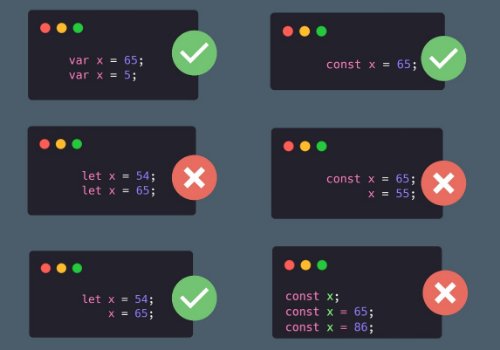 var x = 65;
var x = 5;
const x = 65;
let x = 54;
let x = 65;
const x = 65;
x = 55;
let x = 54;
x = 65;
const x;
const x = 65;
const x = 86;